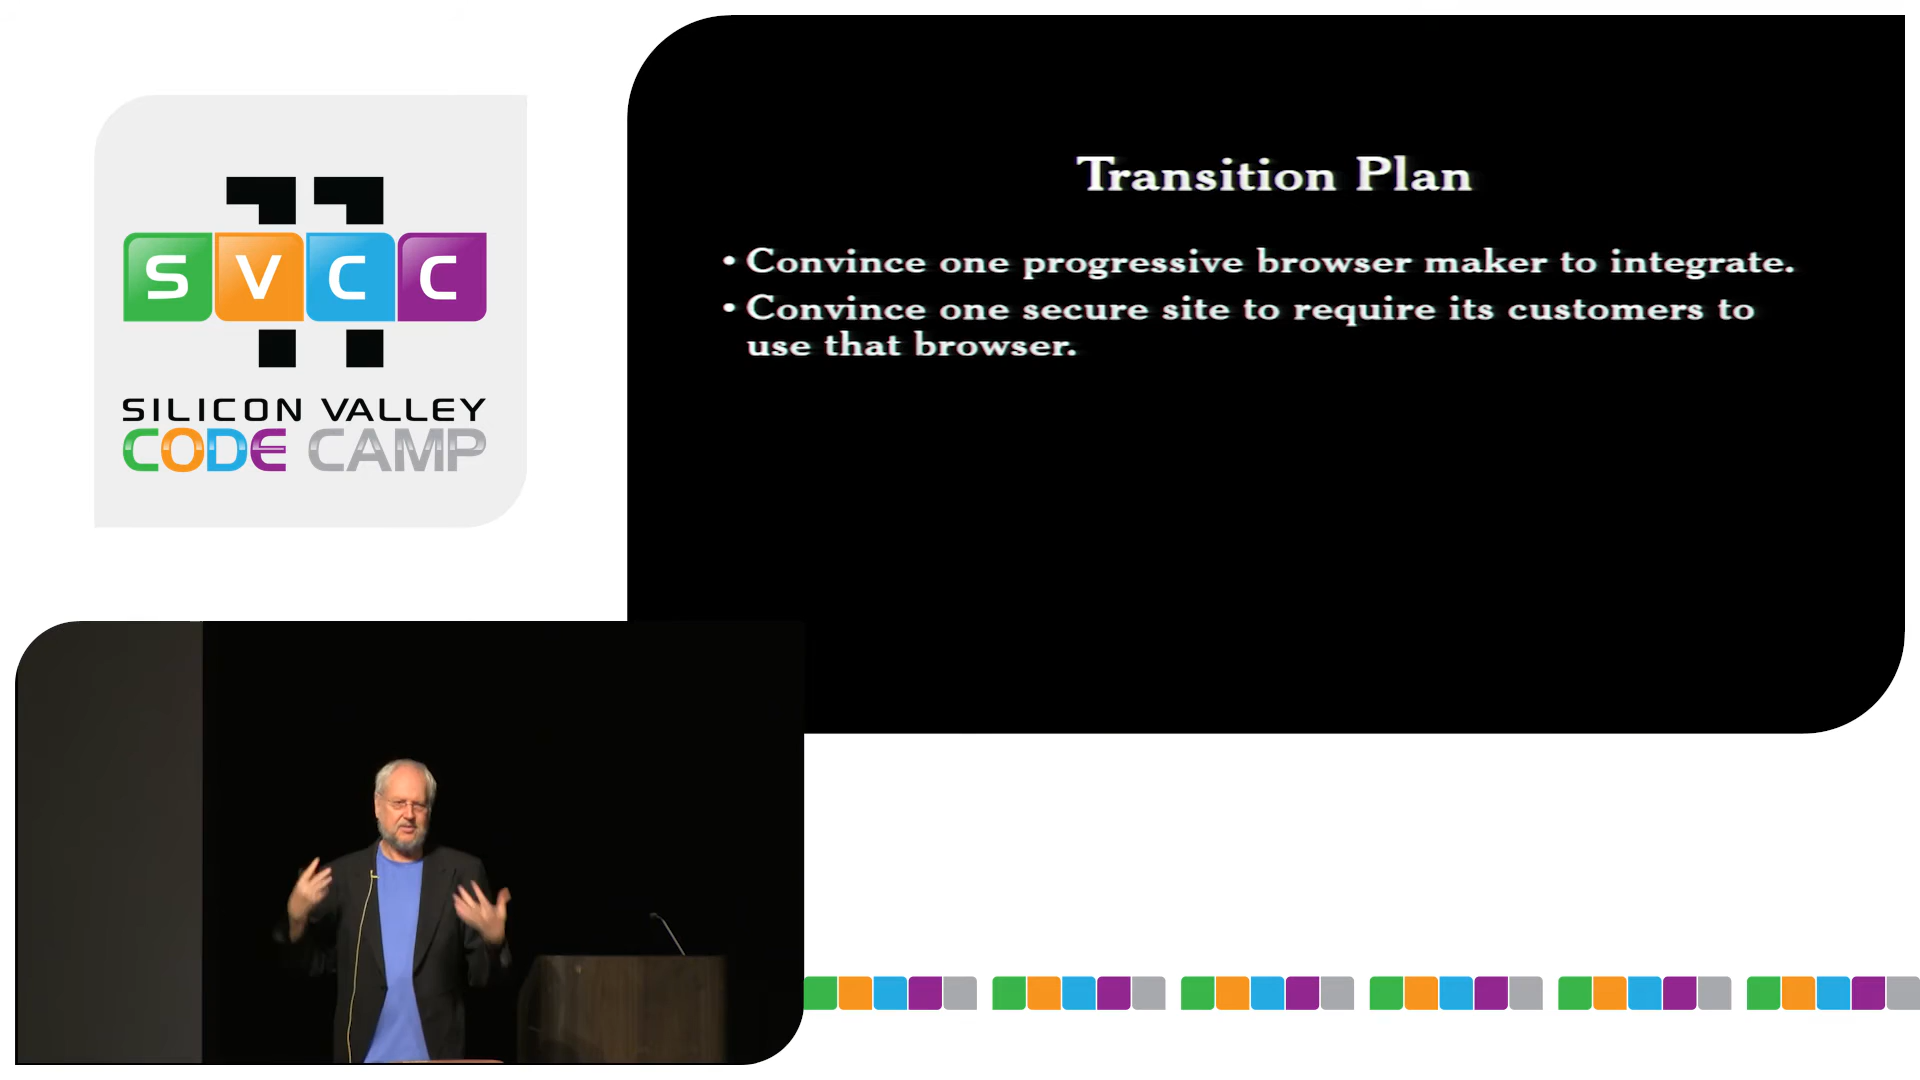 SVCC
SILICON VALLEY
CODE CAMP
Transition Plan
• Convince one progressive browser maker to integrate.
• Convince one secure site to require its customers to
use that browser.